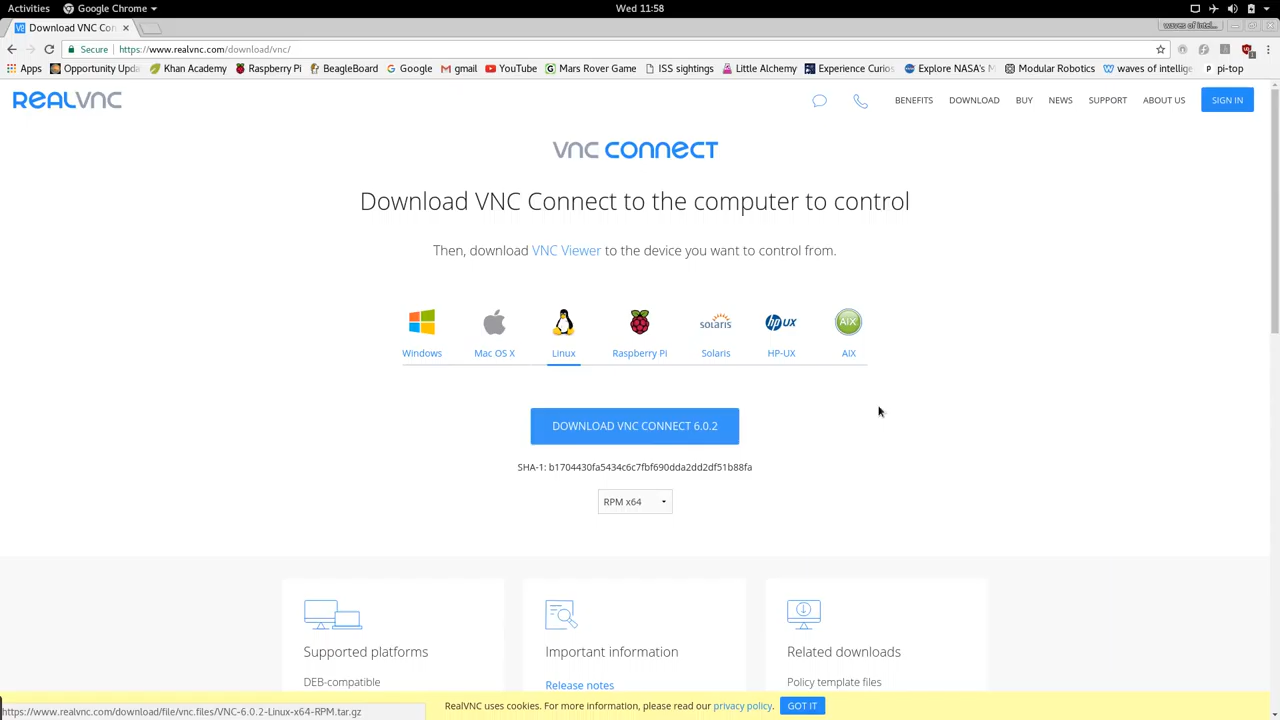 Activities
Google Chrome
Wed 11:58
Download VNC Con
Secure
https://www.realvnc.com/download/vnc/
Apps
Opportunity Upda
Khan Academy
Raspberry Pi
BeagleBoard
Google
gmail
YouTube
Mars Rover Game
ISS sightings
Little Alchemy
Experience Curios
Explore NASA's M
Modular Robotics
waves of intellige
pi-top
REALVNC
BENEFITS
DOWNLOAD
BUY
NEWS
SUPPORT
ABOUT US
SIGN IN
VNC CONNECT
Download VNC Connect to the computer to control
Then, download VNC Viewer to the device you want to control from.
solaris
hp UX
AIX
Windows
Mac OS X
Linux
Raspberry Pi
Solaris
HP-UX
AIX
DOWNLOAD VNC CONNECT 6.0.2
SHA-1: b1704430fa5434c6c7fbf690dda2dd2df51b88fa
RPM x64
Supported platforms
Important information
Related downloads
DEB-compatible
Release notes
Policy template files
RealVNC uses cookies. For more information, please read our privacy policy.
GOT IT
https://www.realvnc.com/download/file/vnc.files/VNC-6.0.2-Linux-x64-RPM.tar.gz